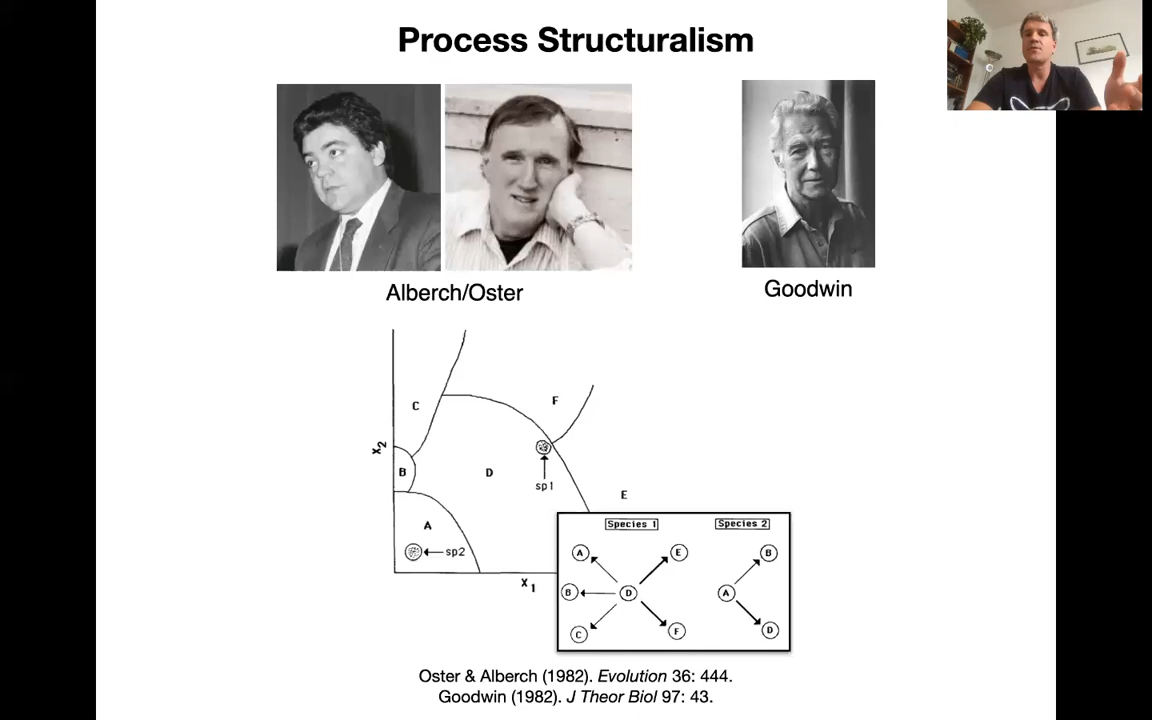 Process Structuralism
Alberch/Oster
Goodwin
C
F
X2
B
D
sp1
E
A
sp2
X1
Species 1
Species 2
A
E
B
B
D
A
C
F
D
Oster & Alberch (1982). Evolution 36: 444.
Goodwin (1982). J Theor Biol 97: 43.